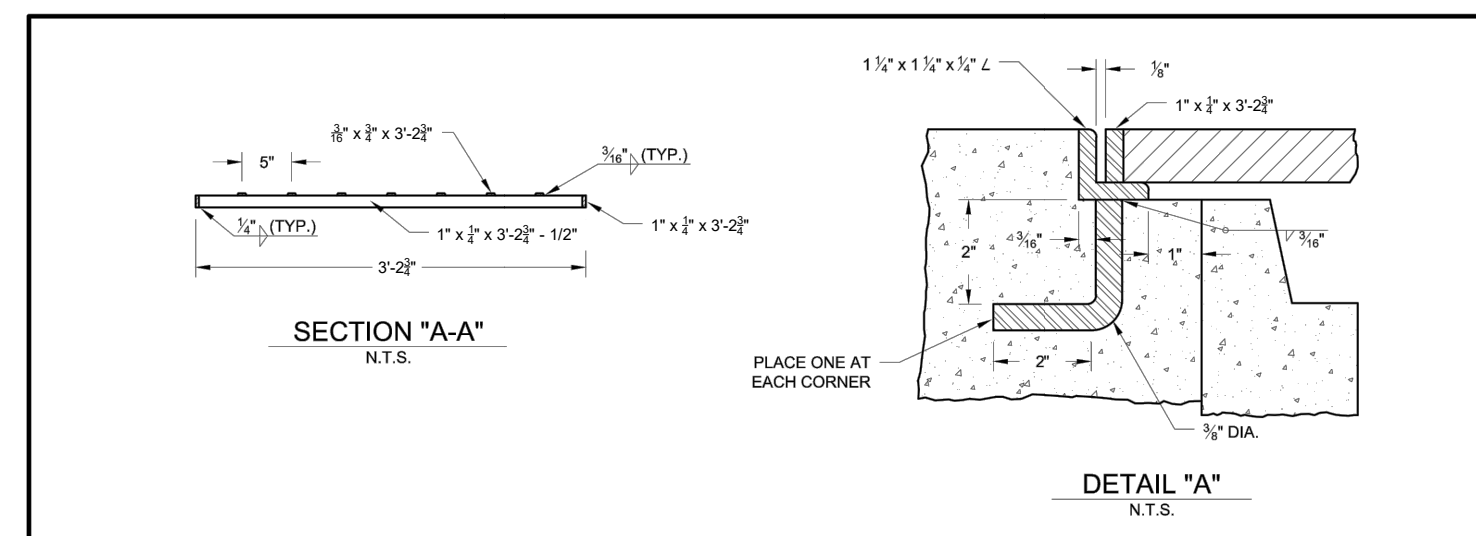 3/16" x 3/4" x 3'-2 3/4"
5"
3/16" (TYP.)
1/4" (TYP.)
1" x 1/4" x 3'-2 3/4" - 1/2"
1" x 1/4" x 3'-2 3/4"
3'-2 3/4"
SECTION "A-A"
N.T.S.
1 1/4" x 1 1/4" x 1/4" ∠
1/8"
1" x 1/4" x 3'-2 3/4"
3/16"
2"
1"
3/16"
2"
PLACE ONE AT
EACH CORNER
3/8" DIA.
DETAIL "A"
N.T.S.